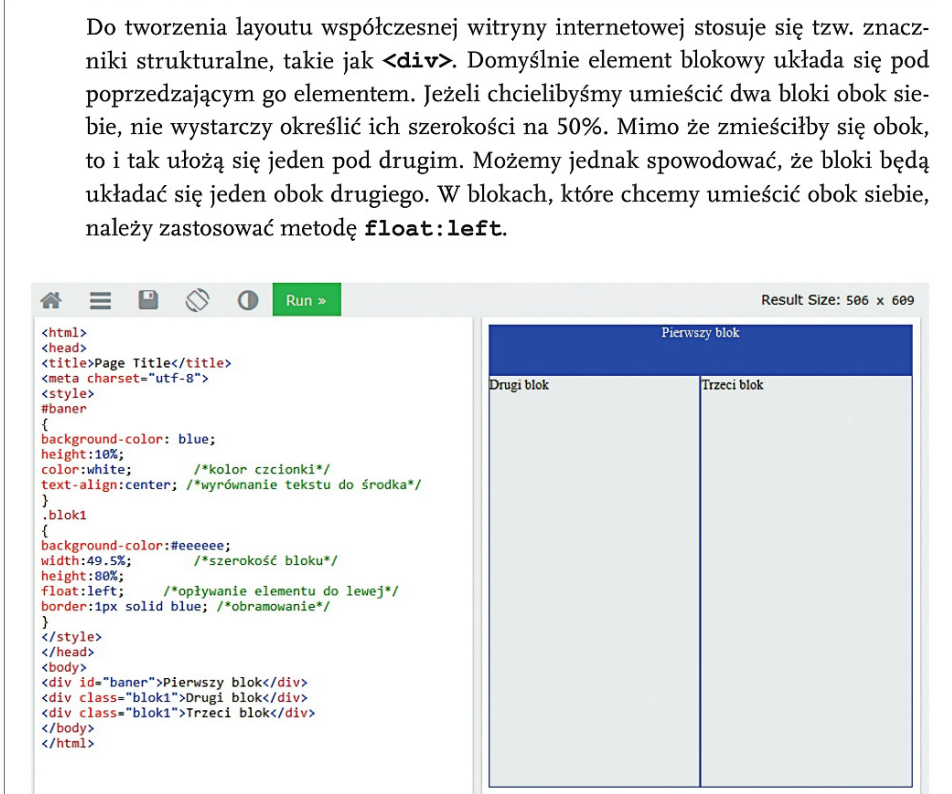 Do tworzenia layoutu współczesnej witryny internetowej stosuje się tzw. znacz-
niki strukturalne, takie jak <div>. Domyślnie element blokowy układa się pod
poprzedzającym go elementem. Jeżeli chcielibyśmy umieścić dwa bloki obok sie-
bie, nie wystarczy określić ich szerokości na 50%. Mimo że zmieściłby się obok,
to i tak ułożą się jeden pod drugim. Możemy jednak spowodować, że bloki będą
układać się jeden obok drugiego. W blokach, które chcemy umieścić obok siebie,
należy zastosować metodę float:left.
Run »
Result Size: 506 x 609
<html>
<head>
<title>Page Title</title>
<meta charset="utf-8">
<style>
#baner
{
background-color: blue;
height:10%;
color:white; /*kolor czcionki*/
text-align:center; /*wyrównanie tekstu do środka*/
}
.blok1
{
background-color:#eeeeee;
width:49.5%; /*szerokość bloku*/
height:80%;
float:left; /*opływanie elementu do lewej*/
border:1px solid blue; /*obramowanie*/
}
</style>
</head>
<body>
<div id="baner">Pierwszy blok</div>
<div class="blok1">Drugi blok</div>
<div class="blok1">Trzeci blok</div>
</body>
</html>
Pierwszy blok
Drugi blok
Trzeci blok